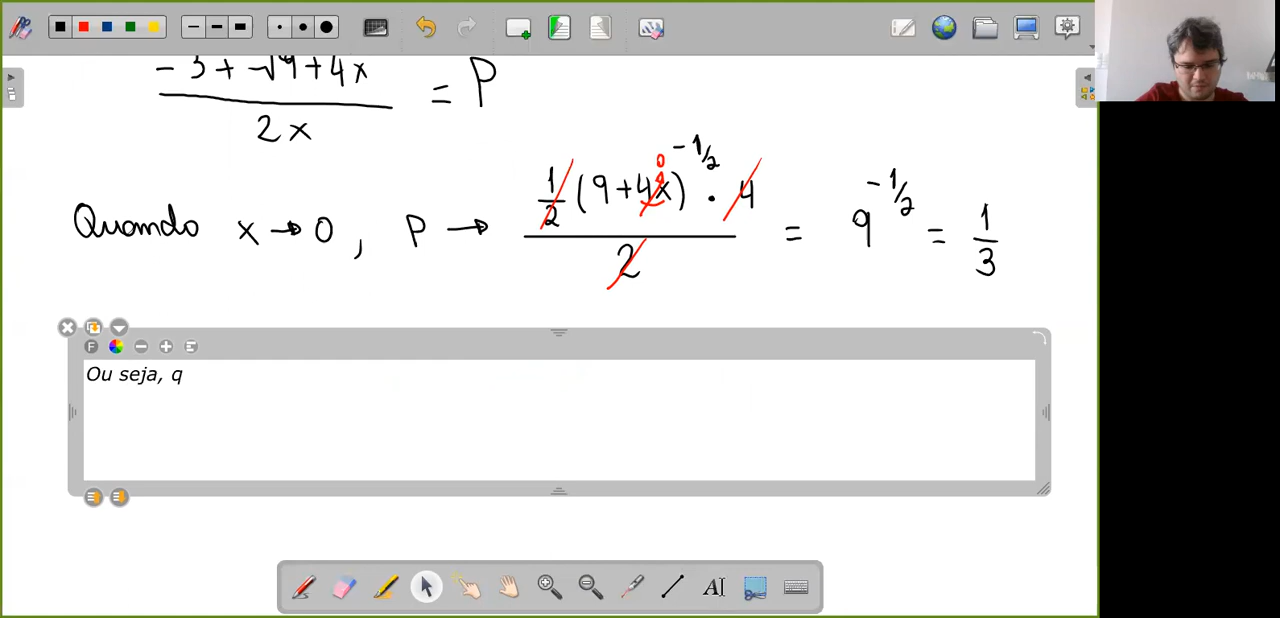 -3 + √9 + 4x
2x
= P
Quando x → 0, P →
1/2 (9 + 4x)^{-1/2} · 4
0
2
= 9^{-1/2} = 1/3
Ou seja, q